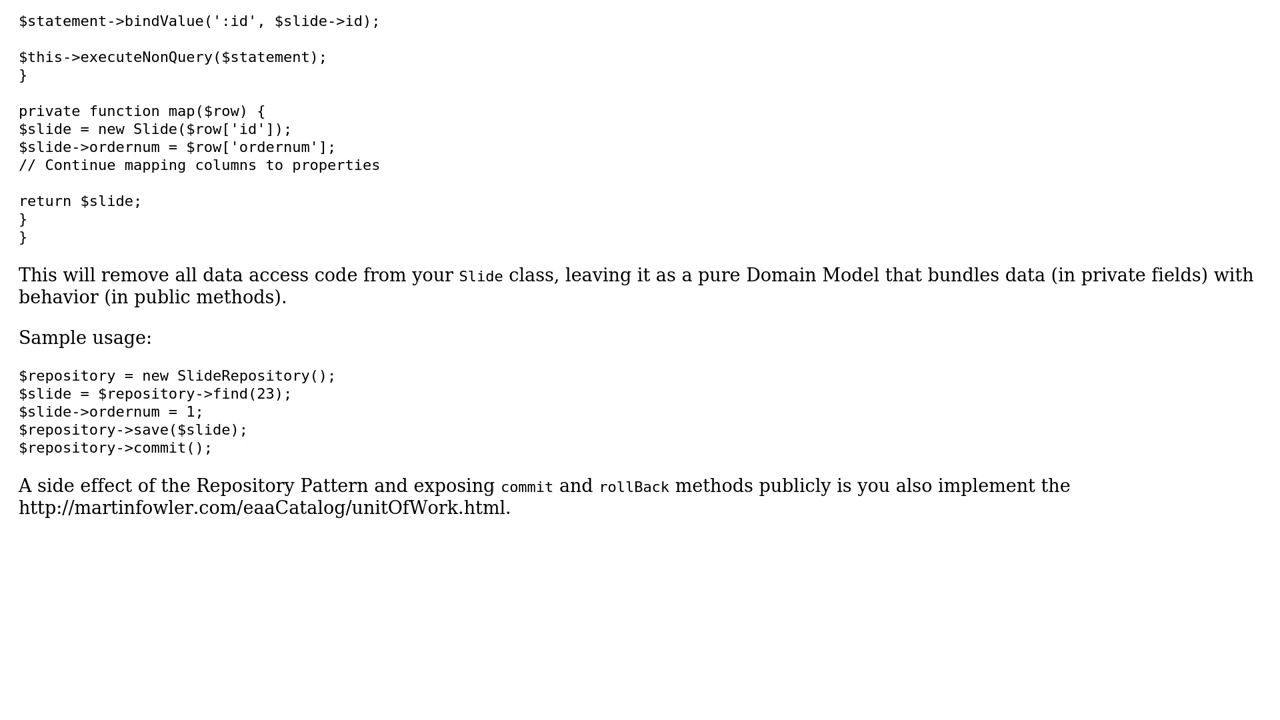 $statement->bindValue(':id', $slide->id);
$this->executeNonQuery($statement);
}
private function map($row) {
$slide = new Slide($row['id']);
$slide->ordernum = $row['ordernum'];
// Continue mapping columns to properties
return $slide;
}
}
This will remove all data access code from your Slide class, leaving it as a pure Domain Model that bundles data (in private fields) with
behavior (in public methods).
Sample usage:
$repository = new SlideRepository();
$slide = $repository->find(23);
$slide->ordernum = 1;
$repository->save($slide);
$repository->commit();
A side effect of the Repository Pattern and exposing commit and rollBack methods publicly is you also implement the
http://martinfowler.com/eaaCatalog/unitOfWork.html.